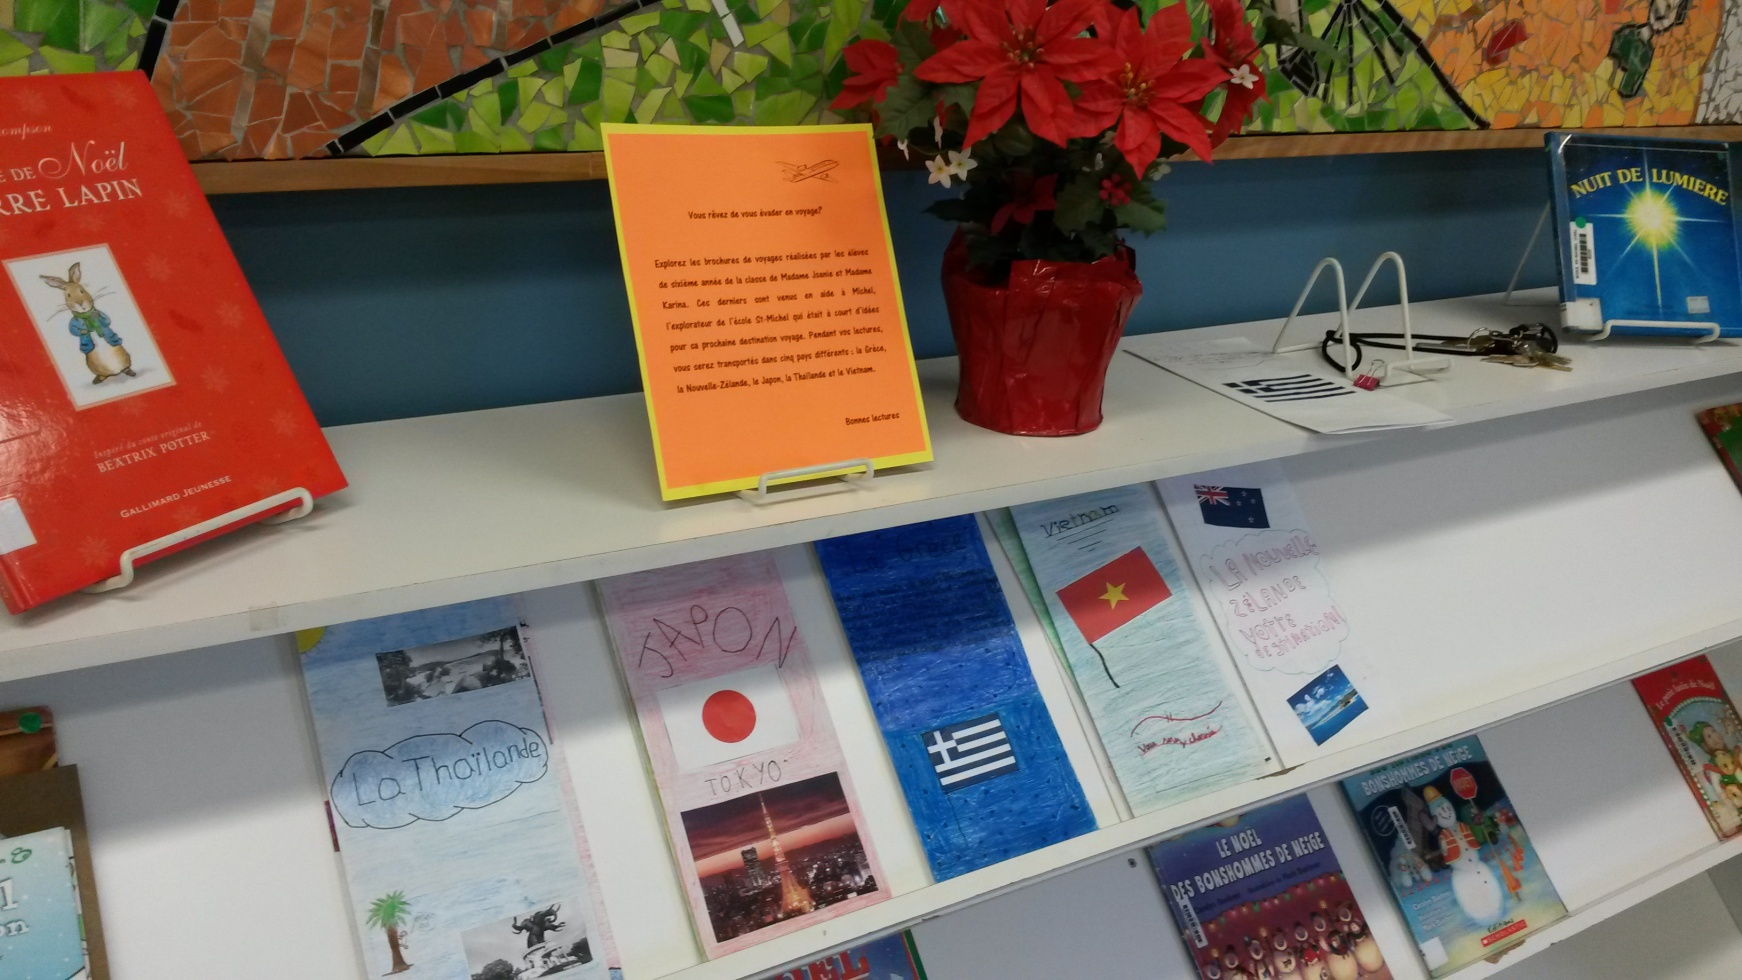 ompson
E DE Noël
RRE LAPIN
Inspiré du conte original de
BEATRIX POTTER
GALLIMARD JEUNESSE
Vous rêvez de vous évader en voyage?
Explorez les brochures de voyages réalisées par les élèves
de sixième année de la classe de Madame Joanie et Madame
Karina. Ces derniers sont venus en aide à Michel,
l'explorateur de l'école St-Michel qui était à court d'idées
pour sa prochaine destination voyage. Pendant vos lectures,
vous serez transportés dans cinq pays différents : la Grèce,
la Nouvelle-Zélande, le Japon, la Thaïlande et le Vietnam.
Bonnes lectures
NUIT DE LUMIERE
La Thaïlande
JAPON
TOKYO
Grèce
Vietnam
LA NOUVELLE
ZÉLANDE
VOTRE
DESTINATION!
LE NOËL
DES BONSHOMMES DE NEIGE
BONSHOMMES DE NEIGE
SCHOLASTIC